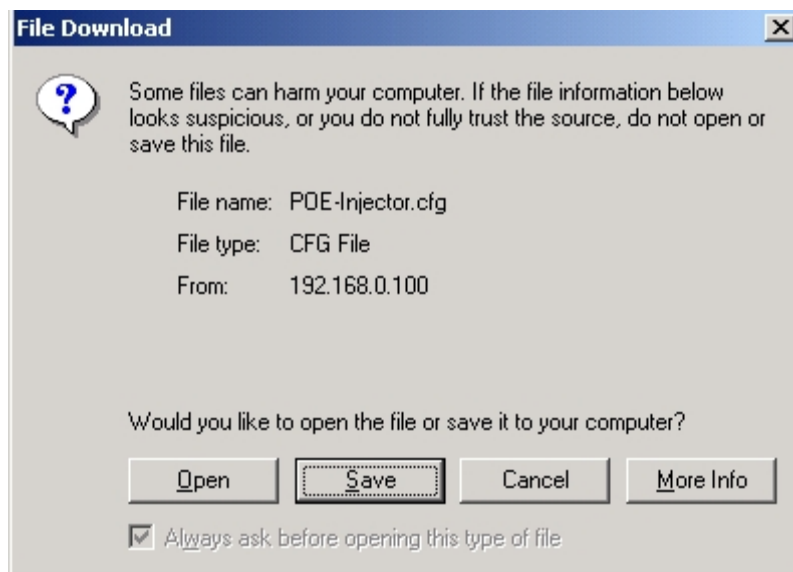 File Download
Some files can harm your computer. If the file information below
looks suspicious, or you do not fully trust the source, do not open or
save this file.
File name: POE-Injector.cfg
File type: CFG File
From: 192.168.0.100
Would you like to open the file or save it to your computer?
Open Save Cancel More Info
Always ask before opening this type of file